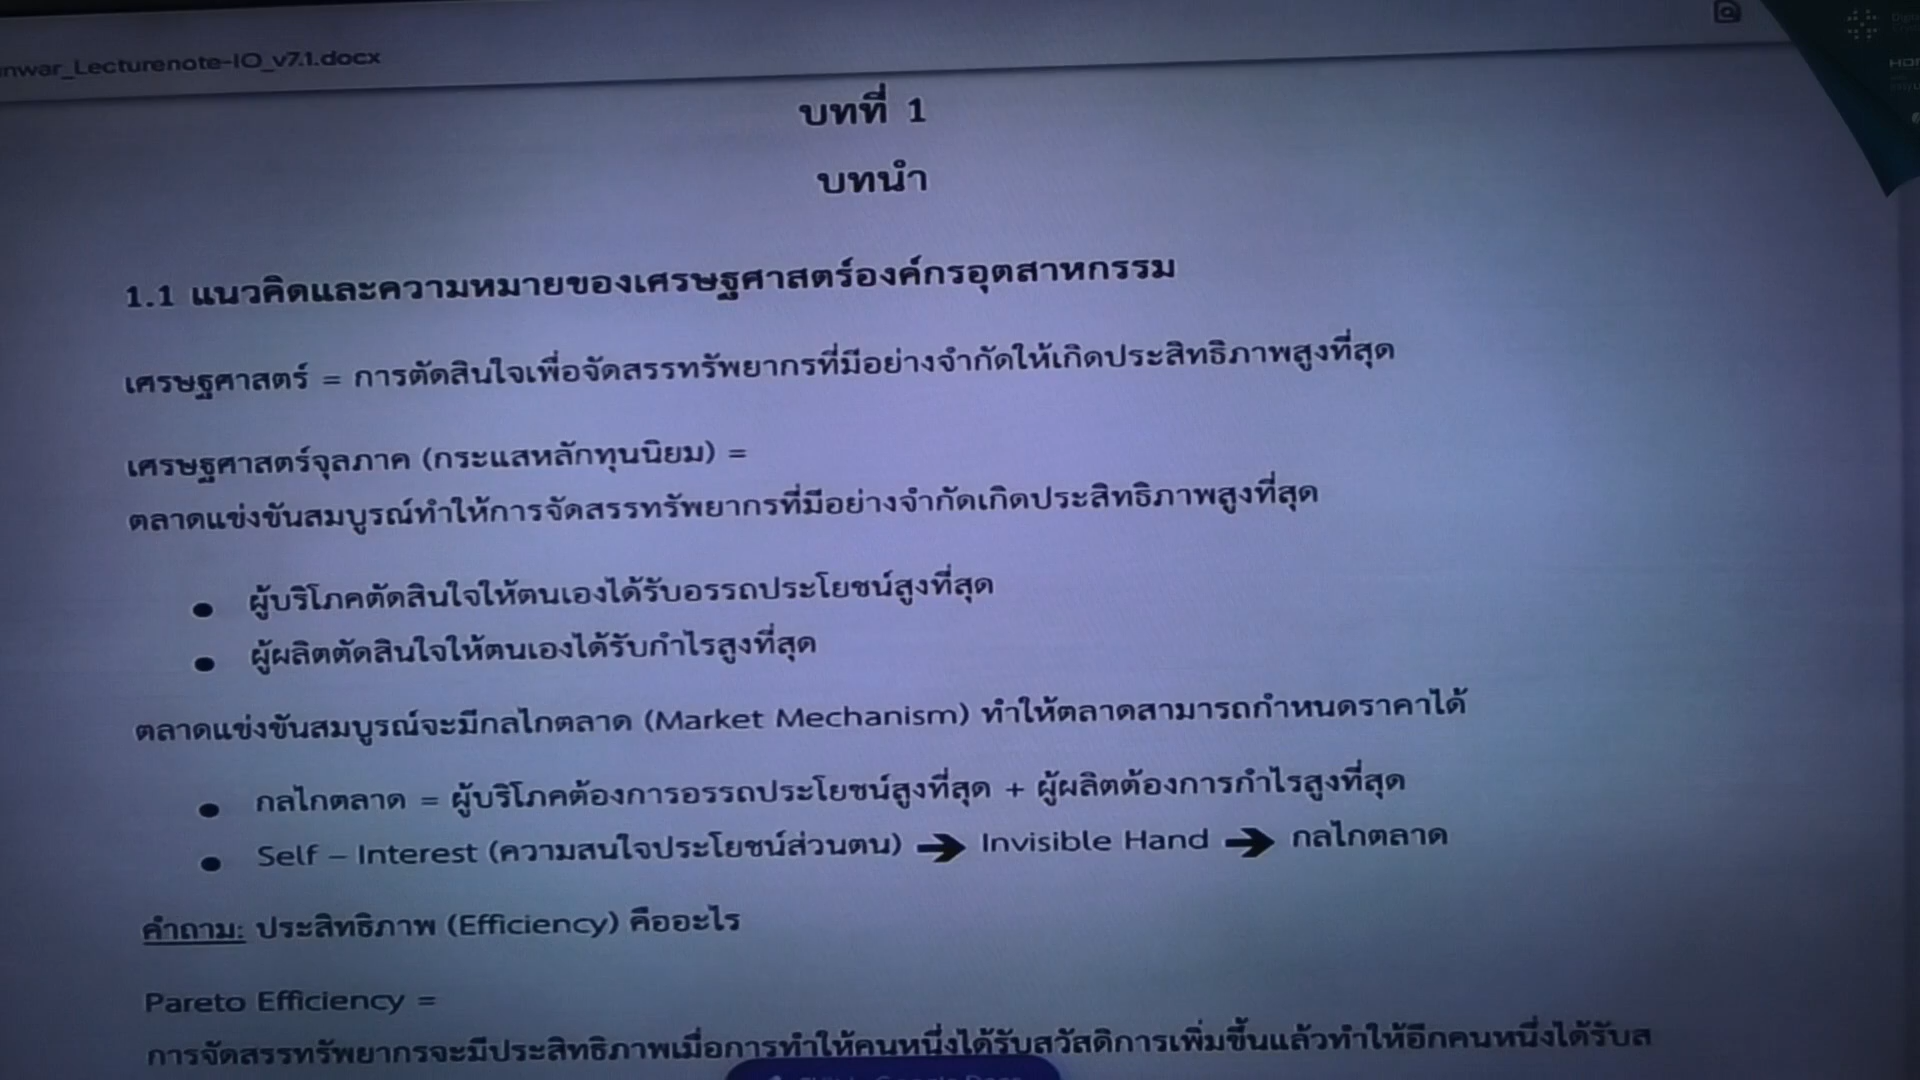 nwar_Lecturenote-IO_v7.1.docx
บทที่ 1
บทนำ
1.1 แนวคิดและความหมายของเศรษฐศาสตร์องค์กรอุตสาหกรรม
เศรษฐศาสตร์ = การตัดสินใจเพื่อจัดสรรทรัพยากรที่มีอย่างจำกัดให้เกิดประสิทธิภาพสูงที่สุด
เศรษฐศาสตร์จุลภาค (กระแสหลักทุนนิยม) =
ตลาดแข่งขันสมบูรณ์ทำให้การจัดสรรทรัพยากรที่มีอย่างจำกัดเกิดประสิทธิภาพสูงที่สุด
● ผู้บริโภคตัดสินใจให้ตนเองได้รับอรรถประโยชน์สูงที่สุด
● ผู้ผลิตตัดสินใจให้ตนเองได้รับกำไรสูงที่สุด
ตลาดแข่งขันสมบูรณ์จะมีกลไกตลาด (Market Mechanism) ทำให้ตลาดสามารถกำหนดราคาได้
● กลไกตลาด = ผู้บริโภคต้องการอรรถประโยชน์สูงที่สุด + ผู้ผลิตต้องการกำไรสูงที่สุด
● Self – Interest (ความสนใจประโยชน์ส่วนตน) ➔ Invisible Hand ➔ กลไกตลาด
คำถาม: ประสิทธิภาพ (Efficiency) คืออะไร
Pareto Efficiency =
การจัดสรรทรัพยากรจะมีประสิทธิภาพเมื่อการทำให้คนหนึ่งได้รับสวัสดิการเพิ่มขึ้นแล้วทำให้อีกคนหนึ่งได้รับส